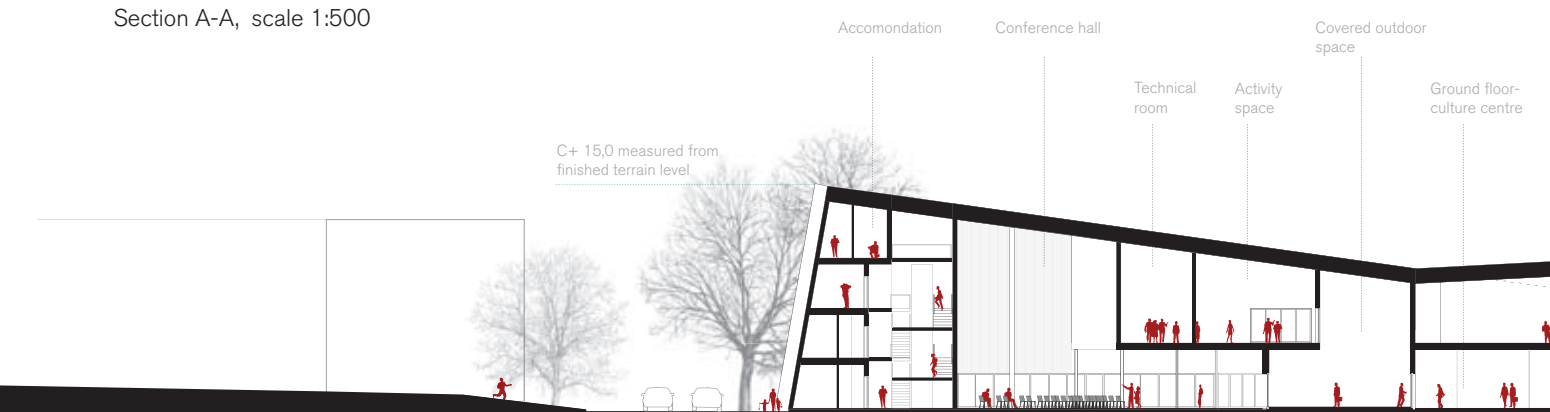 Section A-A, scale 1:500
Accomondation
Conference hall
Covered outdoor
space
Technical
room
Activity
space
Ground floor-
culture centre
C+ 15,0 measured from
finished terrain level